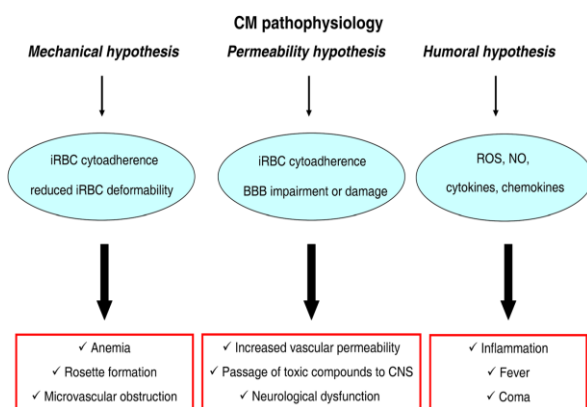 CM pathophysiology
Mechanical hypothesis
Permeability hypothesis
Humoral hypothesis
iRBC cytoadherence
reduced iRBC deformability
iRBC cytoadherence
BBB impairment or damage
ROS, NO,
cytokines, chemokines
✓ Anemia
✓ Rosette formation
✓ Microvascular obstruction
✓ Increased vascular permeability
✓ Passage of toxic compounds to CNS
✓ Neurological dysfunction
✓ Inflammation
✓ Fever
✓ Coma